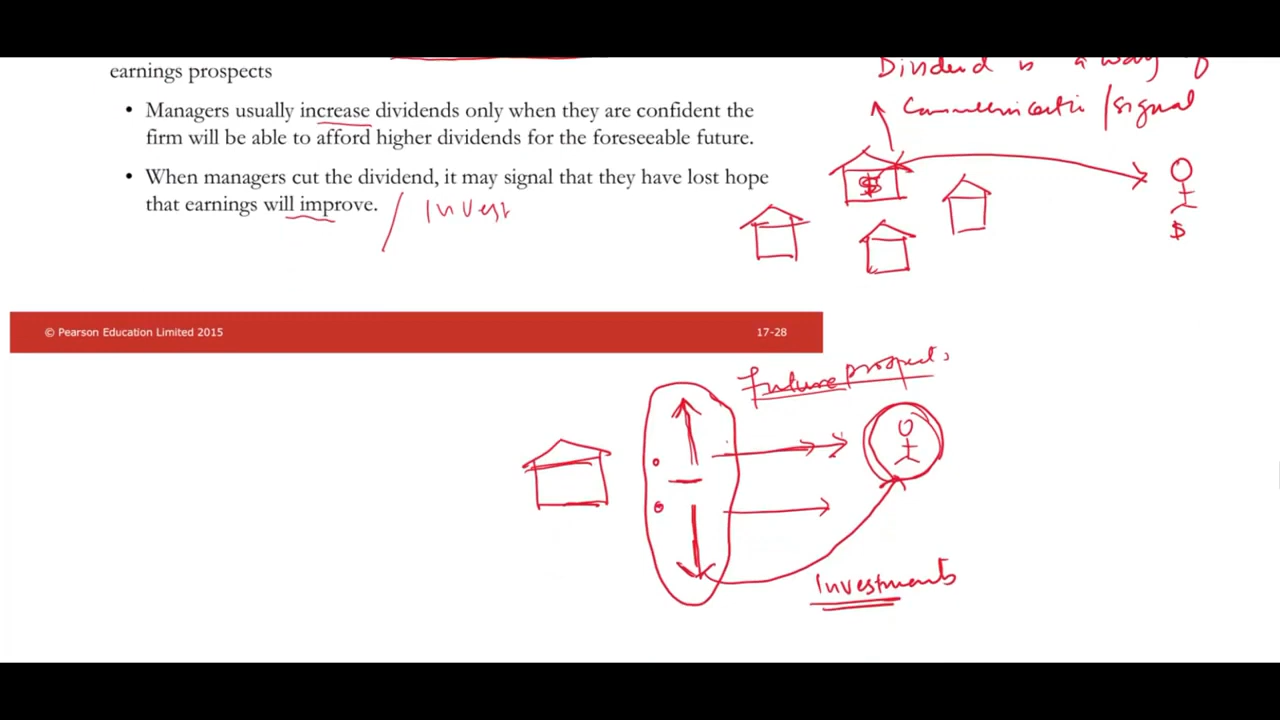 earnings prospects
• Managers usually increase dividends only when they are confident the
firm will be able to afford higher dividends for the foreseeable future.
• When managers cut the dividend, it may signal that they have lost hope
that earnings will improve.
/ Invest
Dividend is a way of
/signal
$
$
© Pearson Education Limited 2015
17-28
future prospects
Investments